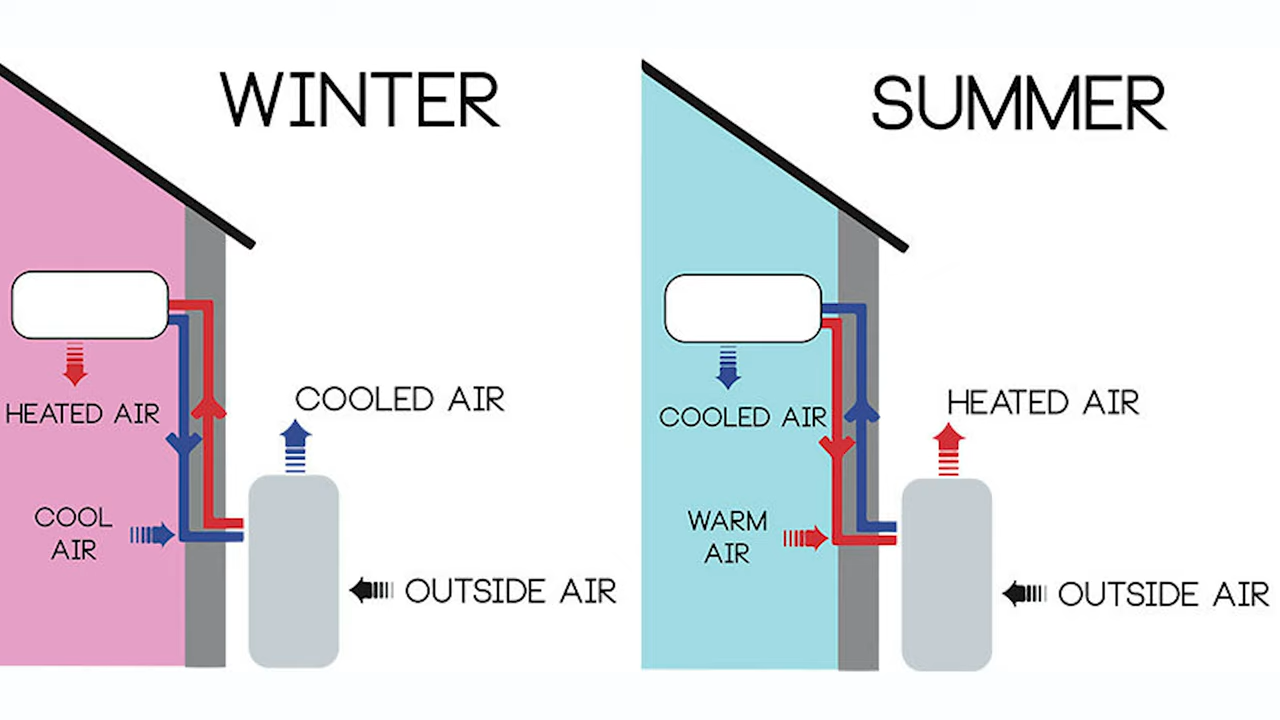 WINTER
COOLED AIR
HEATED AIR
COOL
AIR
OUTSIDE AIR
SUMMER
HEATED AIR
COOLED AIR
WARM
AIR
OUTSIDE AIR